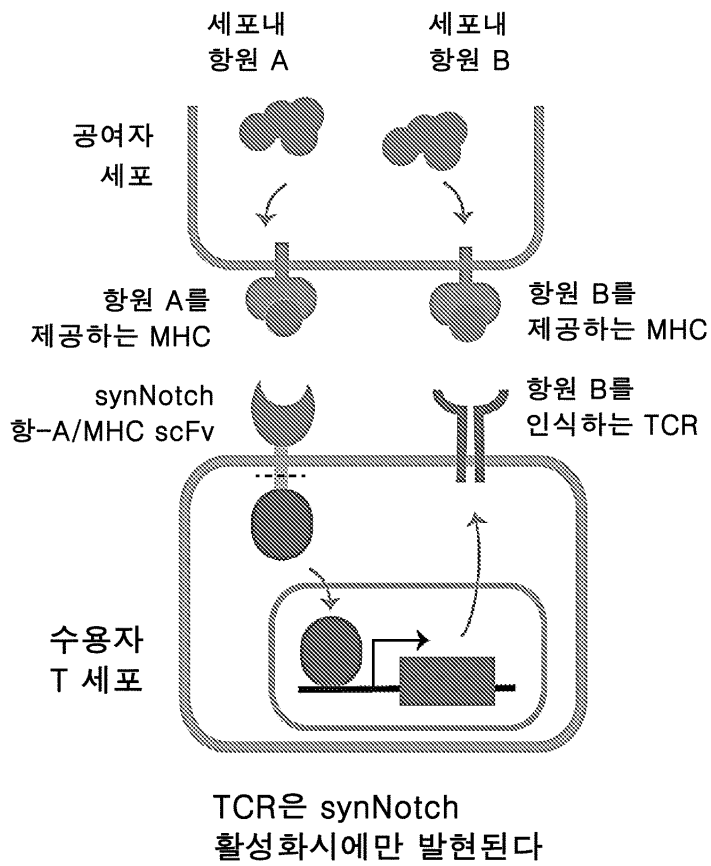 세포내
항원 A
세포내
항원 B
공여자
세포
항원 A를
제공하는 MHC
항원 B를
제공하는 MHC
synNotch
항-A/MHC scFv
항원 B를
인식하는 TCR
수용자
T 세포
TCR은 synNotch
활성화시에만 발현된다